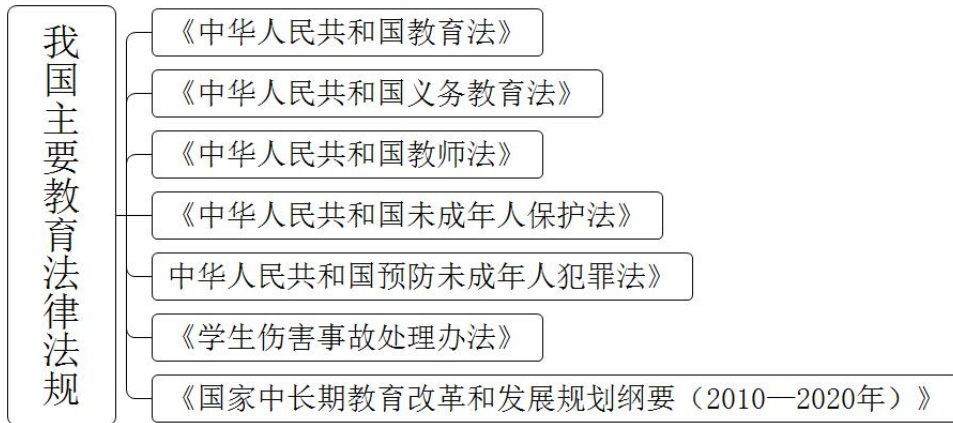 我国主要教育法律法规
《中华人民共和国教育法》
《中华人民共和国义务教育法》
《中华人民共和国教师法》
《中华人民共和国未成年人保护法》
中华人民共和国预防未成年人犯罪法》
《学生伤害事故处理办法》
《国家中长期教育改革和发展规划纲要（2010—2020年）》